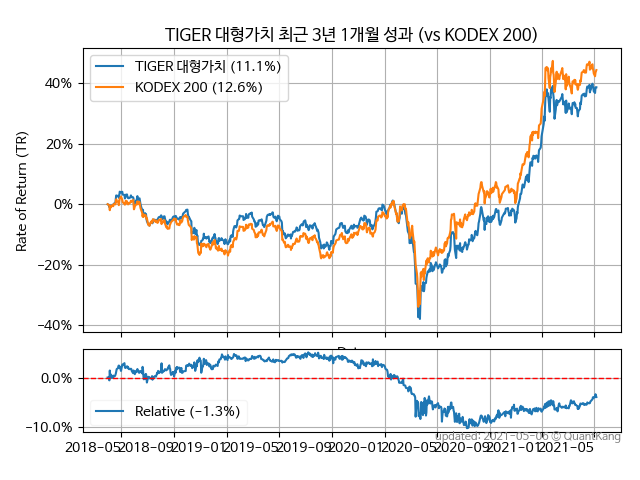 TIGER 대형가치 최근 3년 1개월 성과 (vs KODEX 200)
TIGER 대형가치 (11.1%)
KODEX 200 (12.6%)
Rate of Return (TR)
40%
20%
0%
−20%
−40%
0.0%
−10.0%
Relative (−1.3%)
updated: 2021-05-06 © QuantKang
2018-05 2018-09 2019-01 2019-05 2019-09 2020-01 2020-05 2020-09 2021-01 2021-05